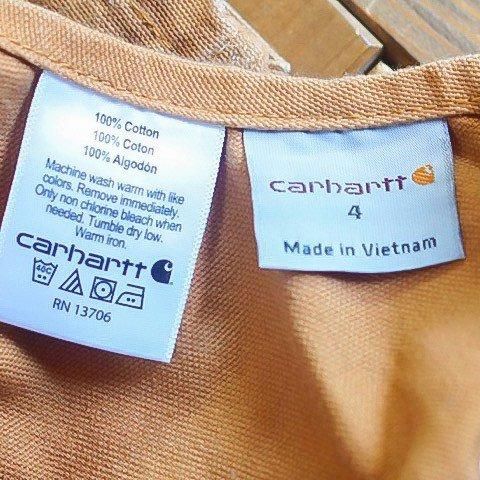 100% Cotton
100% Coton
100% Algodón
Machine wash warm with like
colors. Remove immediately.
Only non chlorine bleach when
needed. Tumble dry low.
Warm iron.
carhartt
40C
RN 13706
carhartt
4
Made in Vietnam